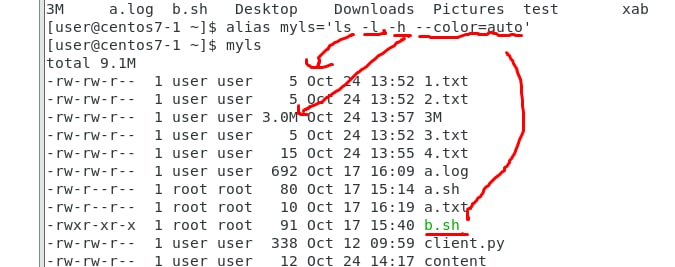 3M a.log b.sh Desktop Downloads Pictures test xab
[user@centos7-1 ~]$ alias myls='ls -l -h --color=auto'
[user@centos7-1 ~]$ myls
total 9.1M
-rw-rw-r-- 1 user user 5 Oct 24 13:52 1.txt
-rw-rw-r-- 1 user user 5 Oct 24 13:52 2.txt
-rw-rw-r-- 1 user user 3.0M Oct 24 13:57 3M
-rw-rw-r-- 1 user user 5 Oct 24 13:52 3.txt
-rw-rw-r-- 1 user user 15 Oct 24 13:55 4.txt
-rw-rw-r-- 1 user user 692 Oct 17 16:09 a.log
-rw-r--r-- 1 root root 80 Oct 17 15:14 a.sh
-rw-r--r-- 1 root root 10 Oct 17 16:19 a.txt
-rwxr-xr-x 1 root root 91 Oct 17 15:40 b.sh
-rw-r--r-- 1 user user 338 Oct 12 09:59 client.py
-rw-rw-r-- 1 user user 12 Oct 24 14:17 content